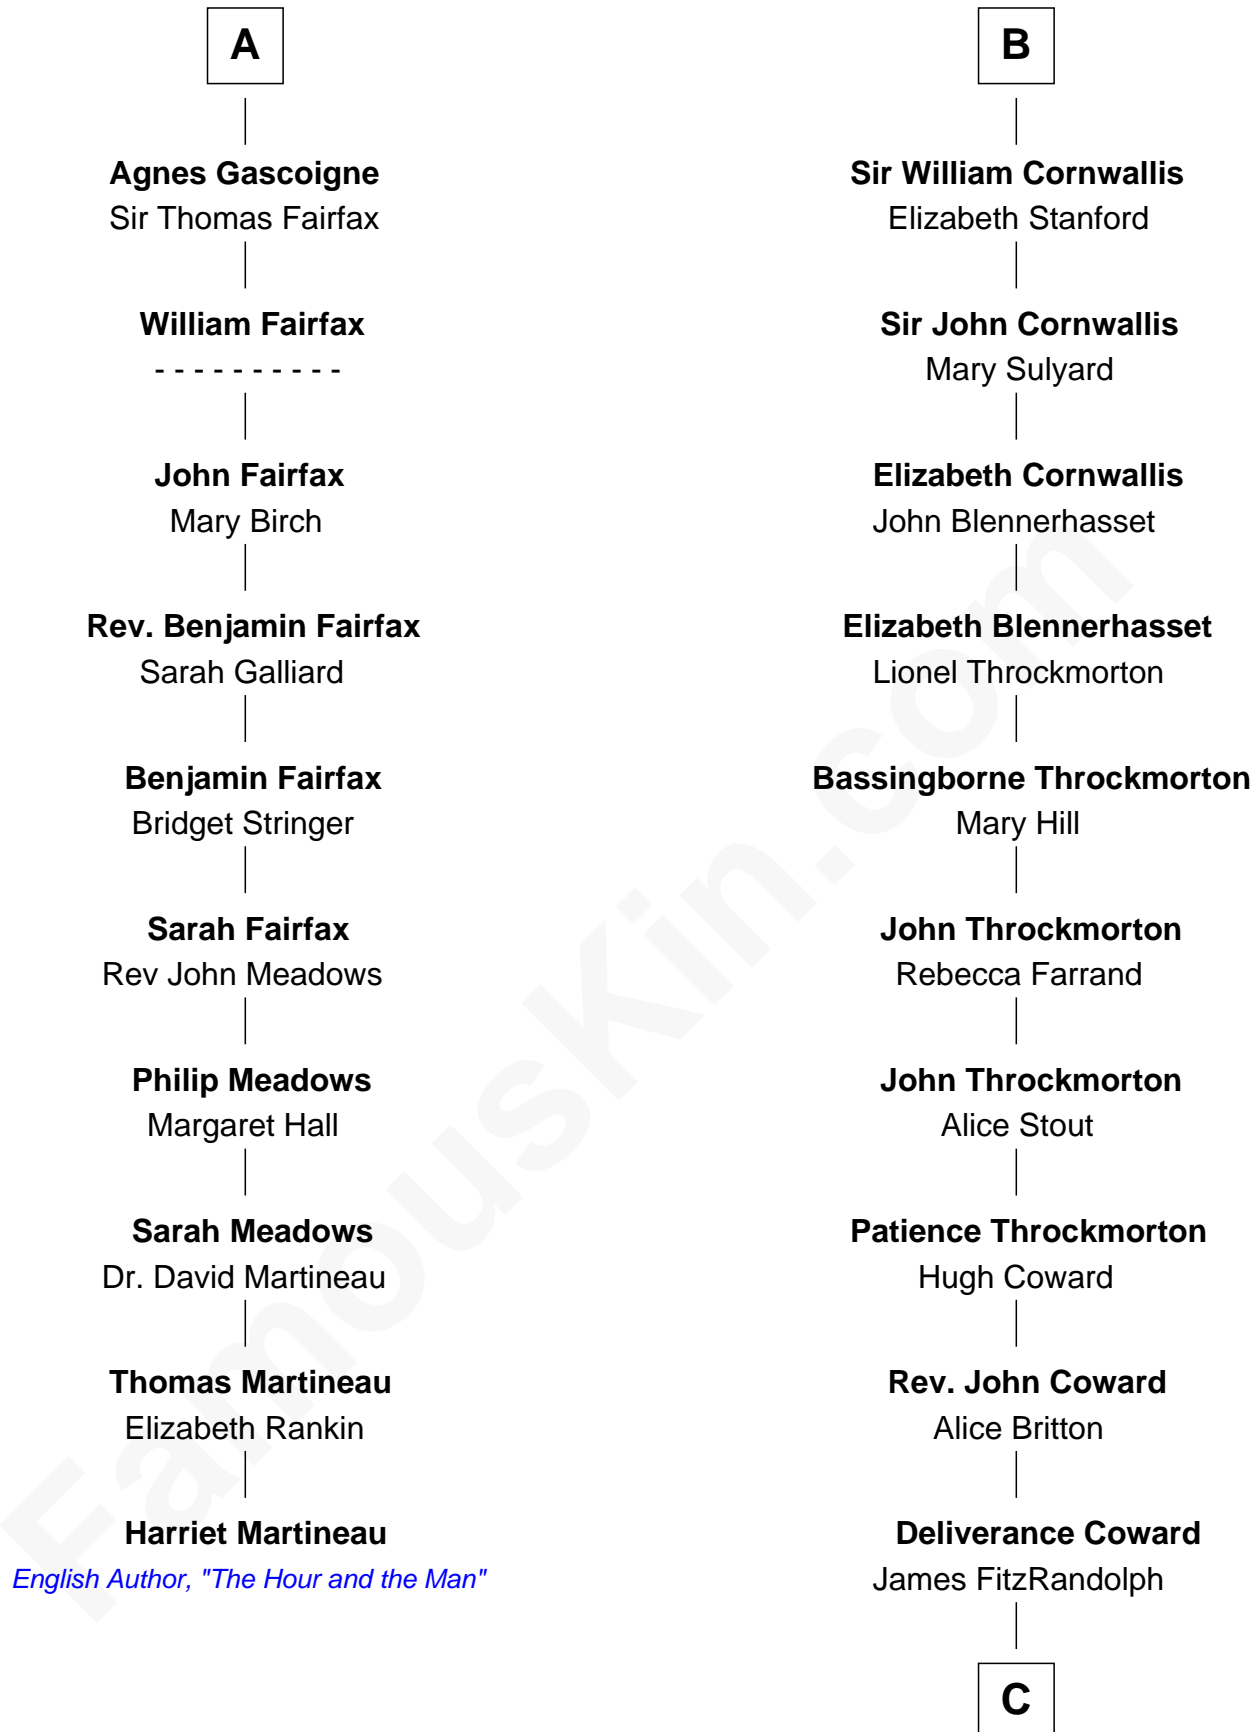 A
Agnes Gascoigne
Sir Thomas Fairfax
William Fairfax
- - - - - - - - - -
John Fairfax
Mary Birch
Rev. Benjamin Fairfax
Sarah Galliard
Benjamin Fairfax
Bridget Stringer
Sarah Fairfax
Rev John Meadows
Philip Meadows
Margaret Hall
Sarah Meadows
Dr. David Martineau
Thomas Martineau
Elizabeth Rankin
Harriet Martineau
English Author, "The Hour and the Man"
B
Sir William Cornwallis
Elizabeth Stanford
Sir John Cornwallis
Mary Sulyard
Elizabeth Cornwallis
John Blennerhasset
Elizabeth Blennerhasset
Lionel Throckmorton
Bassingborne Throckmorton
Mary Hill
John Throckmorton
Rebecca Farrand
John Throckmorton
Alice Stout
Patience Throckmorton
Hugh Coward
Rev. John Coward
Alice Britton
Deliverance Coward
James FitzRandolph
C
FamousKin.com